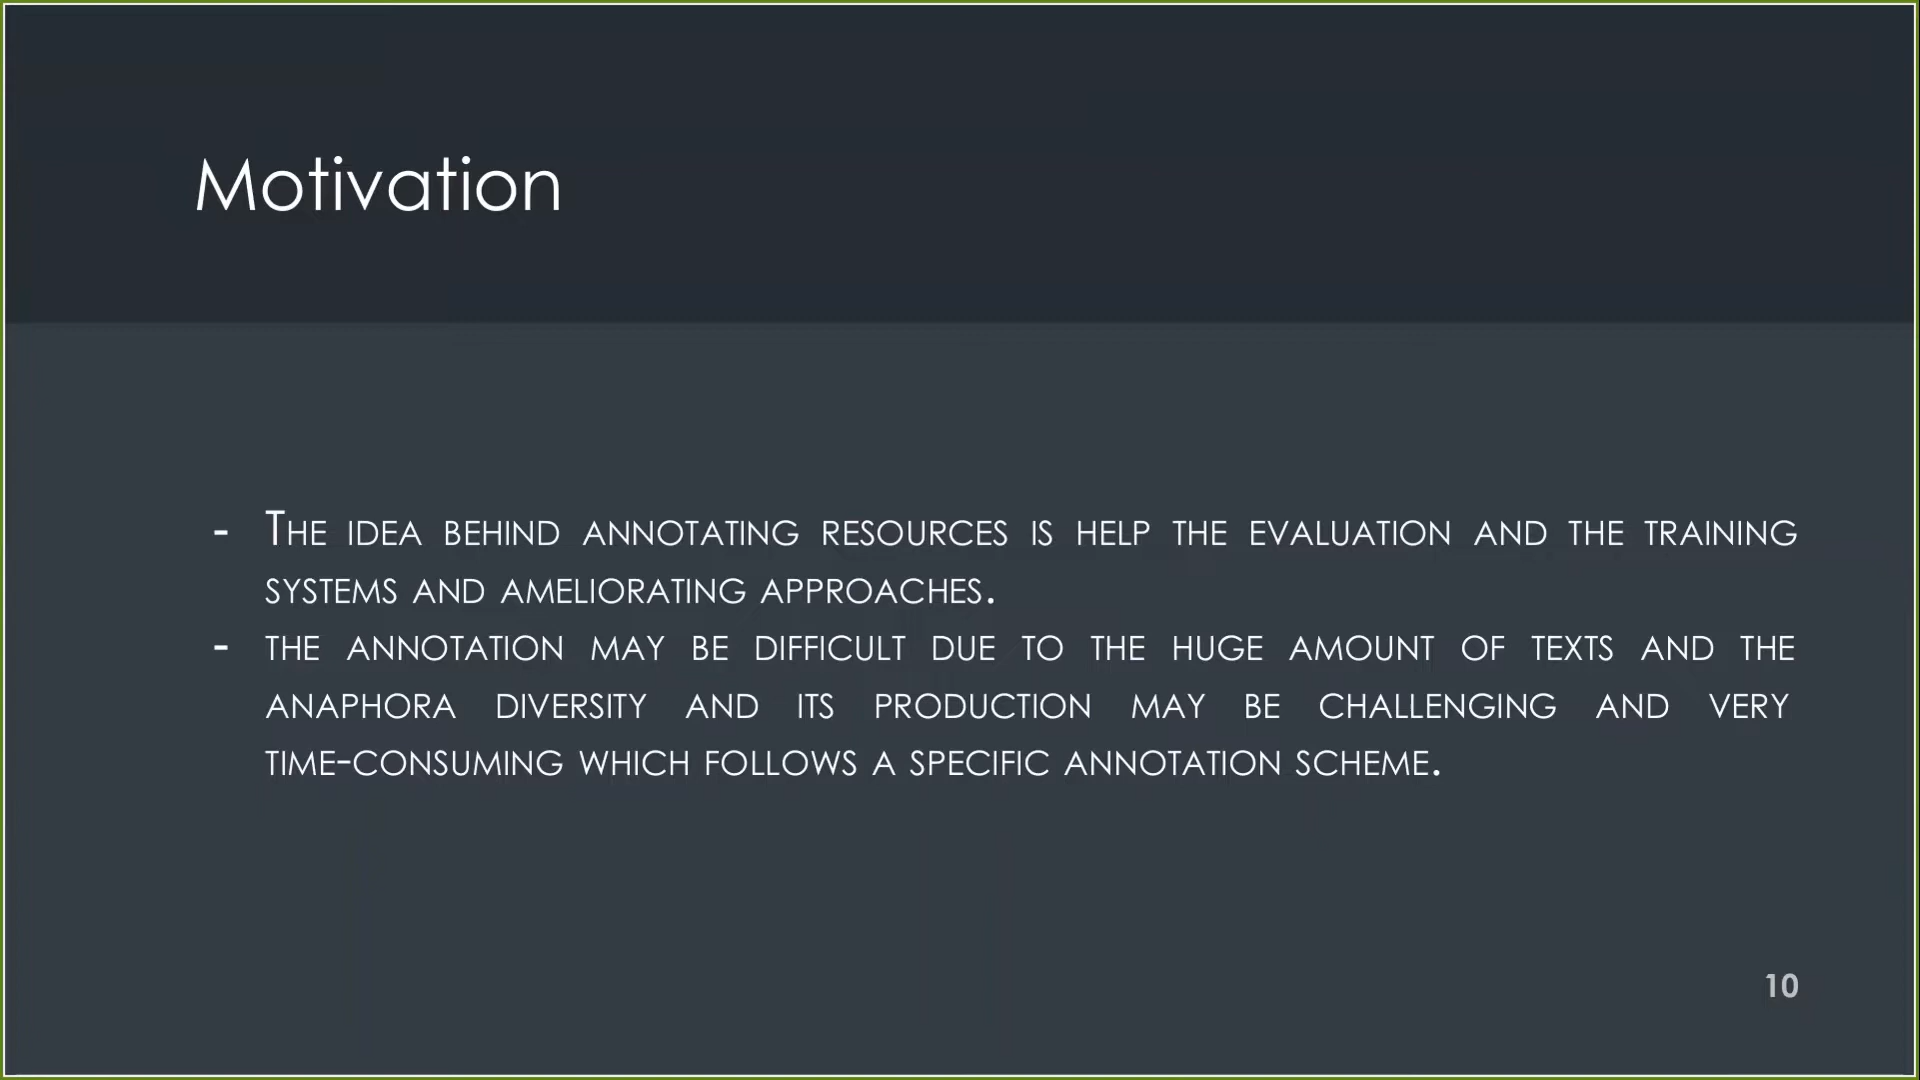 Motivation
- The idea behind annotating resources is help the evaluation and the training
systems and ameliorating approaches.
- the annotation may be difficult due to the huge amount of texts and the
anaphora diversity and its production may be challenging and very
time-consuming which follows a specific annotation scheme.
10